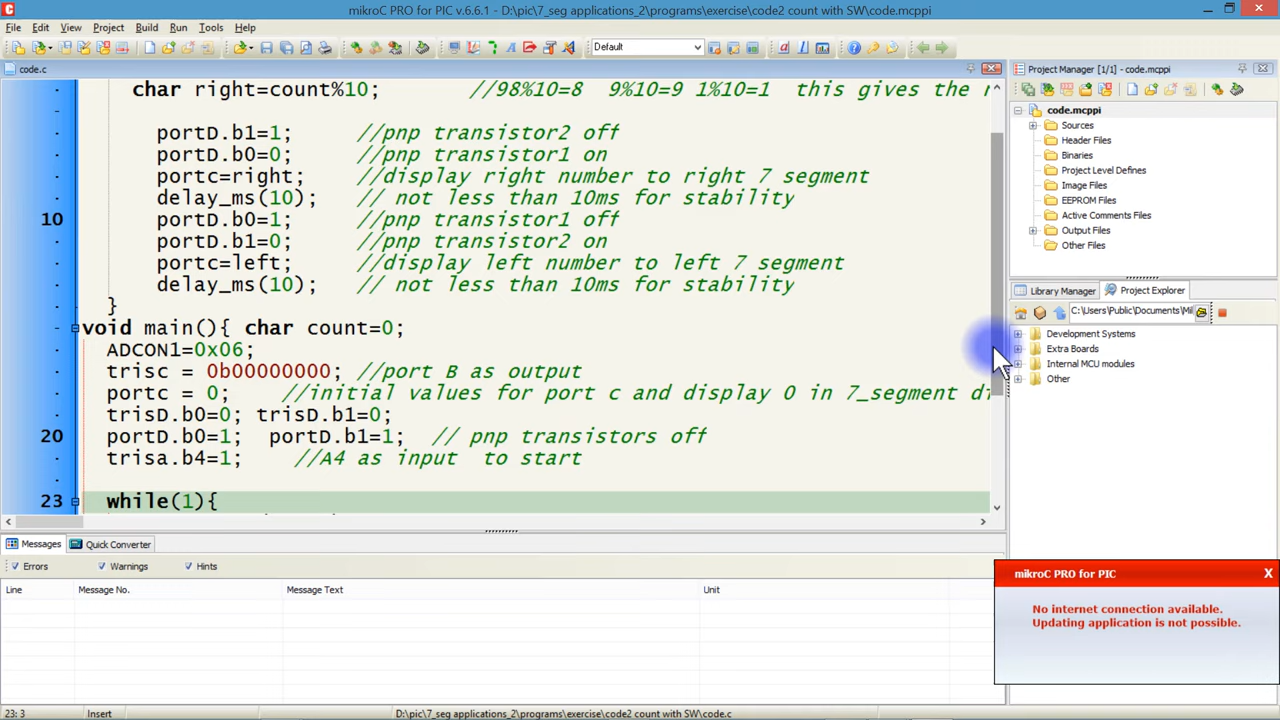 mikroC PRO for PIC v.6.6.1 - D:\pic\7_seg applications_2\programs\exercise\code2 count with SW\code.mcppi
File Edit View Project Build Run Tools Help
Default
code.c
Project Manager [1/1] - code.mcppi
char right=count%10; //98%10=8 9%10=9 1%10=1 this gives the
portD.b1=1; //pnp transistor2 off
portD.b0=0; //pnp transistor1 on
portc=right; //display right number to right 7 segment
delay_ms(10); // not less than 10ms for stability
10 portD.b0=1; //pnp transistor1 off
portD.b1=0; //pnp transistor2 on
portc=left; //display left number to left 7 segment
delay_ms(10); // not less than 10ms for stability
}
void main(){ char count=0;
ADCON1=0x06;
trisc = 0b00000000; //port B as output
portc = 0; //initial values for port c and display 0 in 7_segment
trisD.b0=0; trisD.b1=0;
20 portD.b0=1; portD.b1=1; // pnp transistors off
trisa.b4=1; //A4 as input to start
23 while(1){
code.mcppi
Sources
Header Files
Binaries
Project Level Defines
Image Files
EEPROM Files
Active Comments Files
Output Files
Other Files
Library Manager Project Explorer
C:\Users\Public\Documents\Mi
Development Systems
Extra Boards
Internal MCU modules
Other
Messages Quick Converter
Errors Warnings Hints
Line Message No. Message Text Unit
mikroC PRO for PIC X
No internet connection available.
Updating application is not possible.
23: 3 Insert D:\pic\7_seg applications_2\programs\exercise\code2 count with SW\code.c